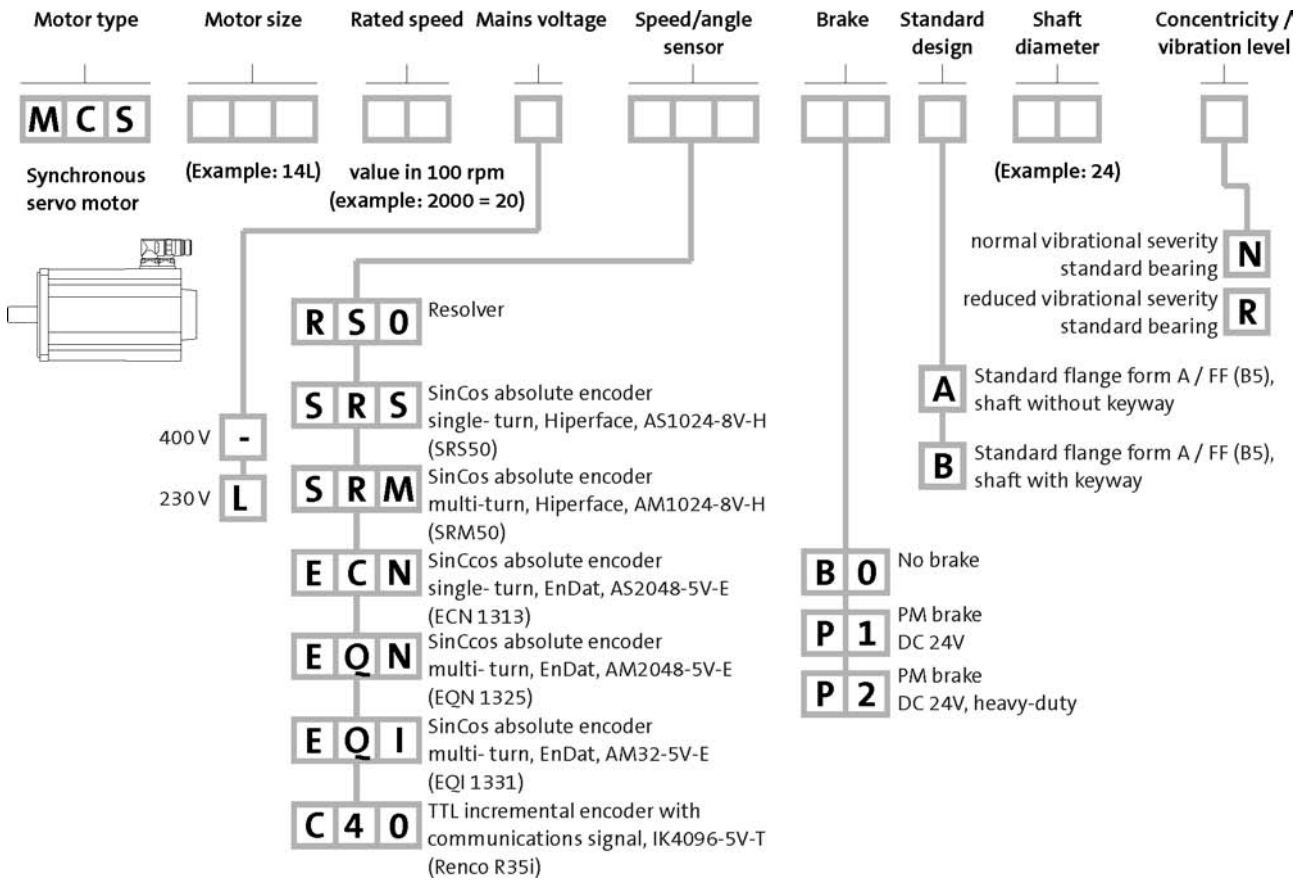 Motor type
Motor size
Rated speed
Mains voltage
Speed/angle
sensor
Brake
Standard
design
Shaft
diameter
Concentricity /
vibration level
M C S
Synchronous
servo motor
(Example: 14L)
value in 100 rpm
(example: 2000 = 20)
(Example: 24)
400 V -
230 V L
R S 0 Resolver
S R S SinCos absolute encoder
single- turn, Hiperface, AS1024-8V-H
(SRS50)
S R M SinCos absolute encoder
multi-turn, Hiperface, AM1024-8V-H
(SRM50)
E C N SinCcos absolute encoder
single- turn, EnDat, AS2048-5V-E
(ECN 1313)
E Q N SinCcos absolute encoder
multi- turn, EnDat, AM2048-5V-E
(EQN 1325)
E Q I SinCos absolute encoder
multi- turn, EnDat, AM32-5V-E
(EQI 1331)
C 4 0 TTL incremental encoder with
communications signal, IK4096-5V-T
(Renco R35i)
B 0 No brake
P 1 PM brake
DC 24V
P 2 PM brake
DC 24V, heavy-duty
A Standard flange form A / FF (B5),
shaft without keyway
B Standard flange form A / FF (B5),
shaft with keyway
normal vibrational severity
standard bearing N
reduced vibrational severity
standard bearing R